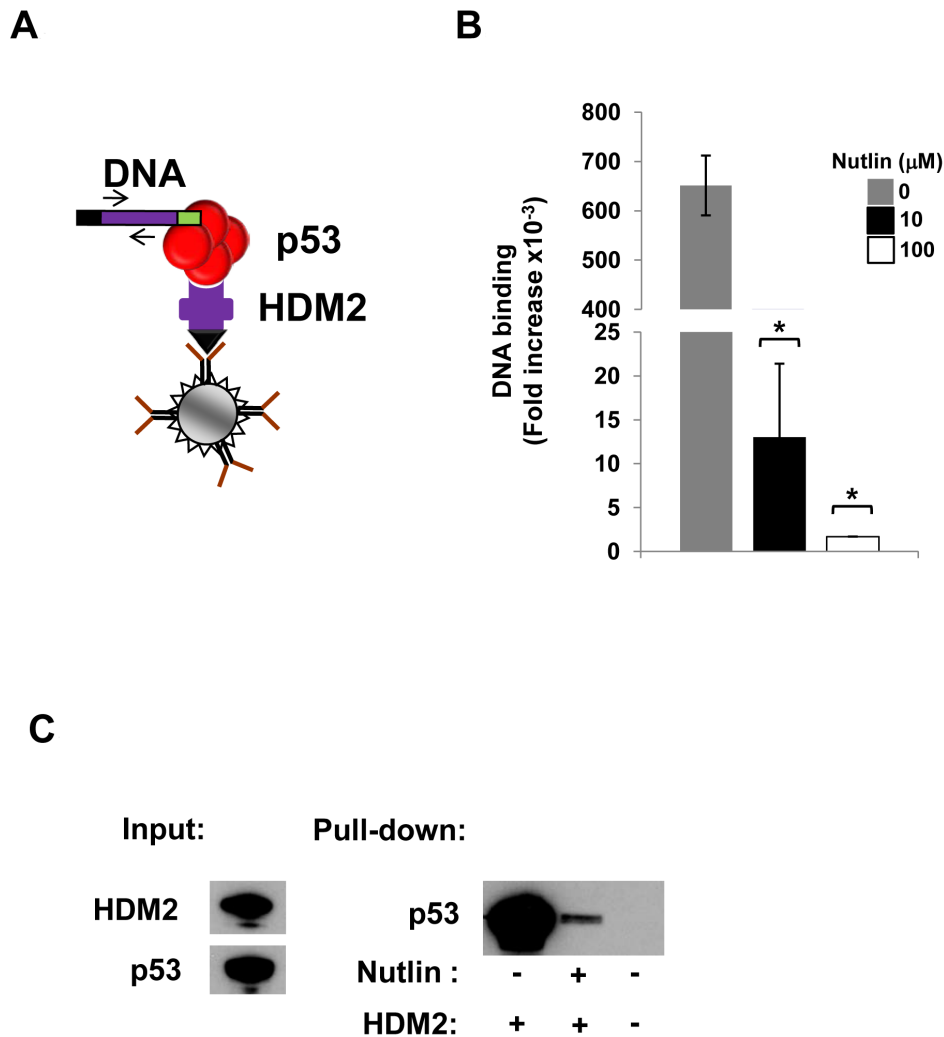 A
DNA
p53
HDM2
B
DNA binding
(Fold increase x10-3)
800
700
600
500
400
25
20
15
10
5
0
*
*
Nutlin (μM)
0
10
100
C
Input:
HDM2
p53
Pull-down:
p53
Nutlin : - + -
HDM2: + + -